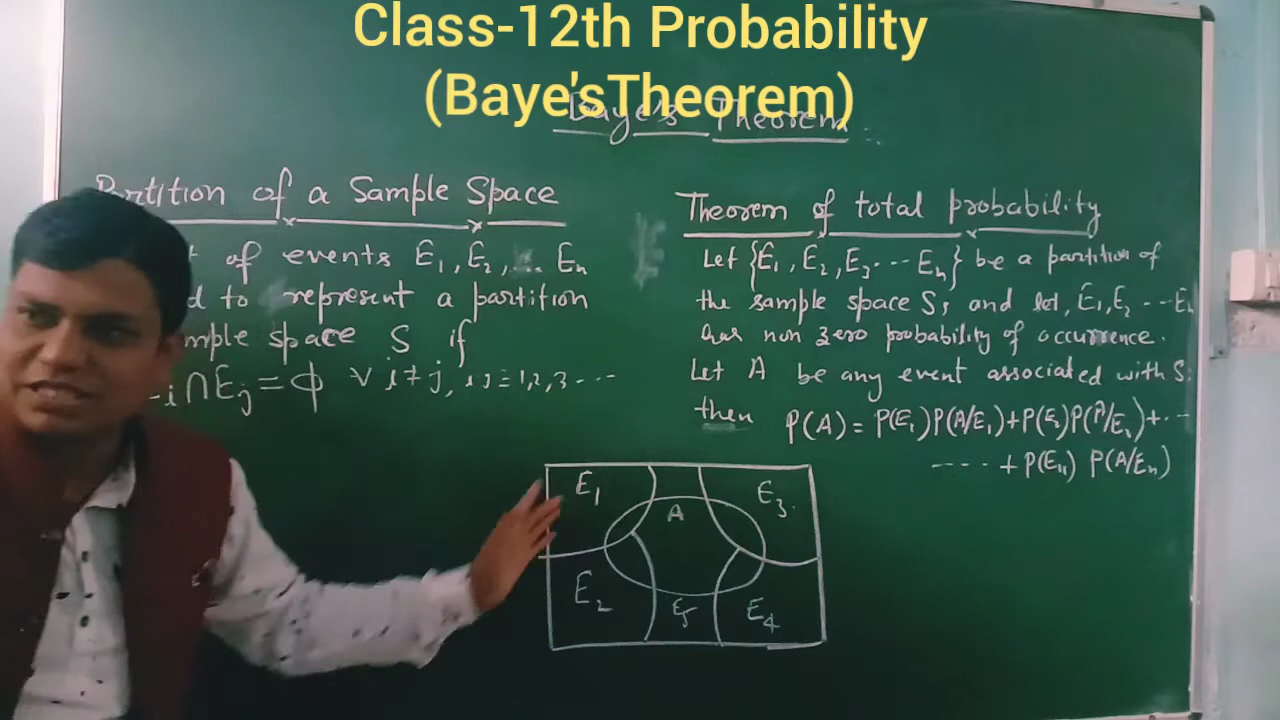 Class-12th Probability
(Baye'sTheorem)
Baye's Theorem
Partition of a Sample Space
of events E₁, E₂, ... Eₙ
d to represent a partition
mple space S if
i∩Eⱼ = ϕ ∀ i ≠ j, i j = 1,2,3 ...
Theorem of total probability
Let {E₁, E₂, E₃ ... Eₙ} be a partition of
the sample space S, and let, E₁, E₂ ... Eₙ
has non zero probability of occurrence.
Let A be any event associated with S,
then P(A) = P(E₁)P(A/E₁)+P(E₂)P(A/E₂)+...
.... + P(Eₙ) P(A/Eₙ)
E₁
A
E₃
E₂
E₅
E₄